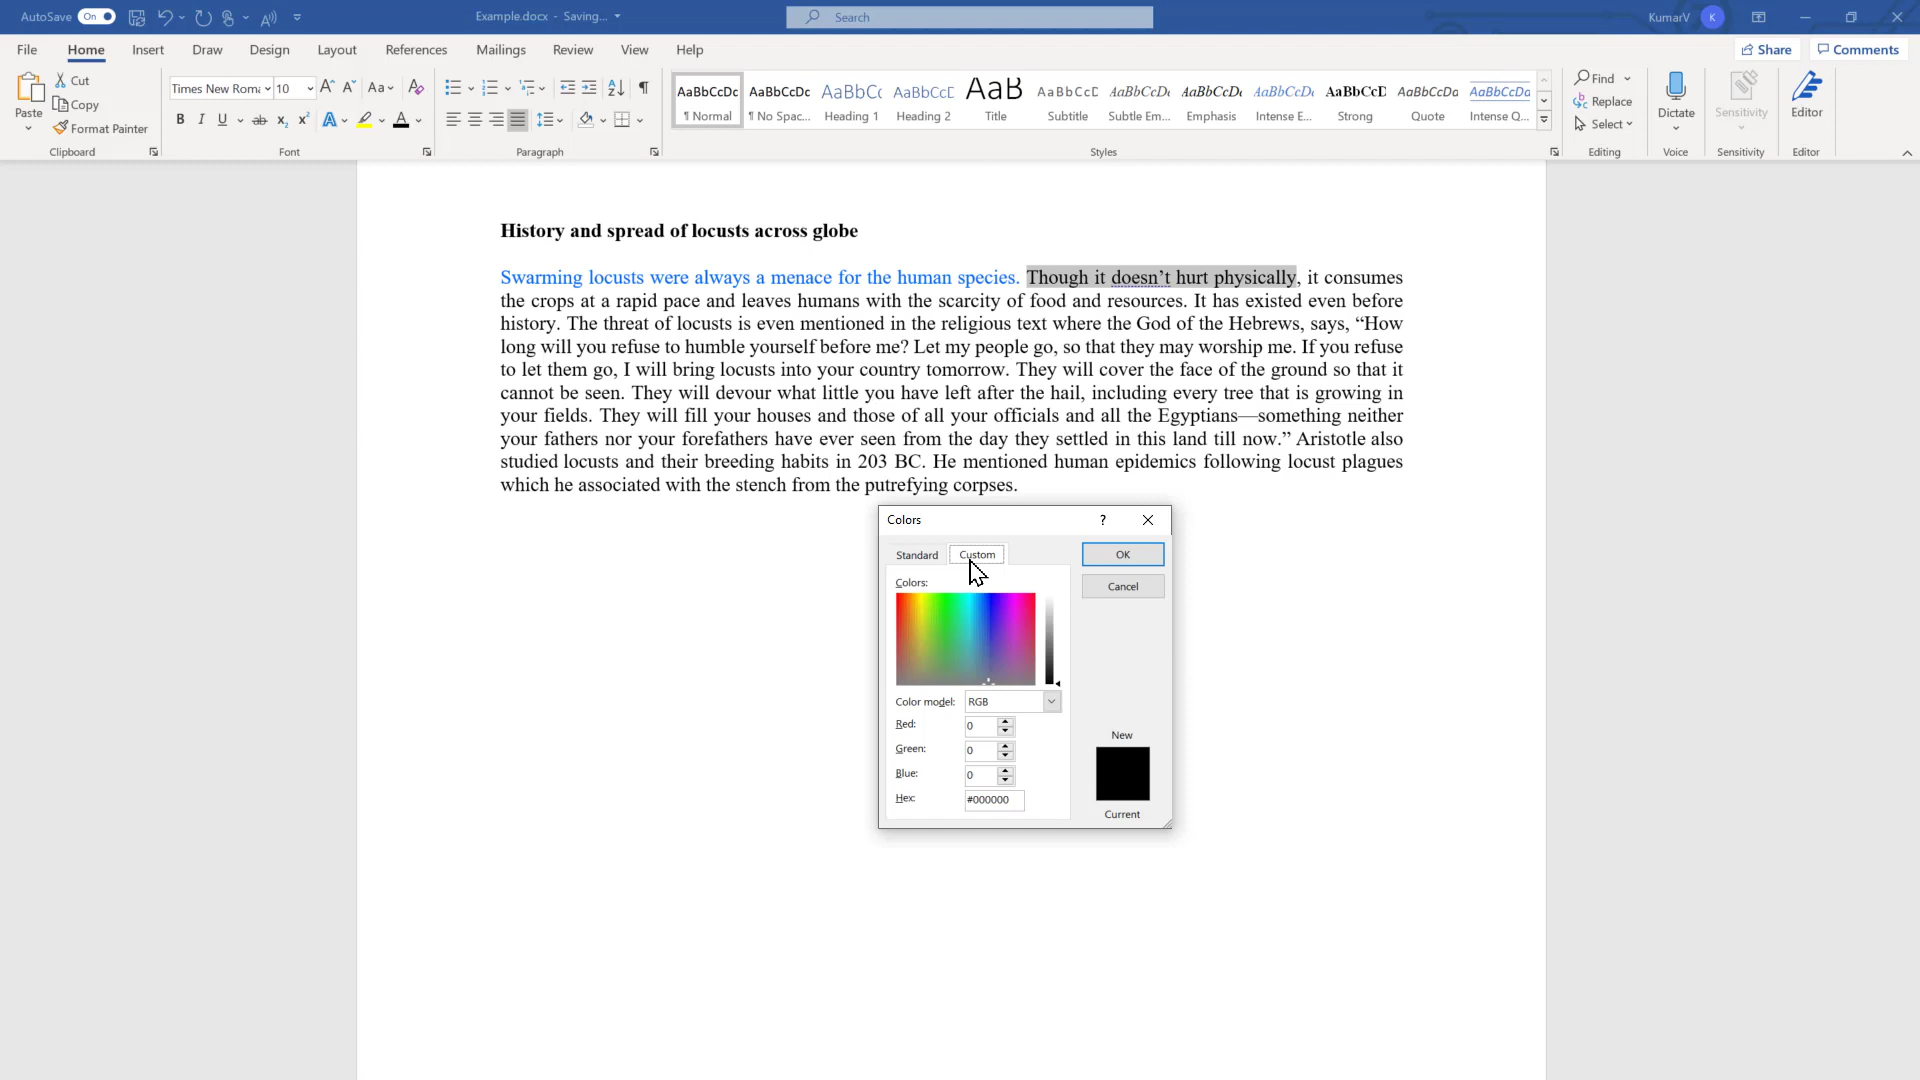 AutoSave On
Example.docx - Saving...
Search
KumarV K
File Home Insert Draw Design Layout References Mailings Review View Help
Share Comments
Paste
Cut
Copy
Format Painter
Clipboard
Times New Roma 10
Aa
B I U ab x₂ x²
Font
Paragraph
AaBbCcDc AaBbCcDc AaBbCc AaBbCcD AaB AaBbCcD AaBbCcDc AaBbCcDc AaBbCcDc AaBbCcD AaBbCcDa AaBbCcDa
¶ Normal ¶ No Spac... Heading 1 Heading 2 Title Subtitle Subtle Em... Emphasis Intense E... Strong Quote Intense Q...
Styles
Find
Replace
Select
Editing
Dictate
Voice
Sensitivity
Sensitivity
Editor
Editor
History and spread of locusts across globe
Swarming locusts were always a menace for the human species. Though it doesn’t hurt physically, it consumes
the crops at a rapid pace and leaves humans with the scarcity of food and resources. It has existed even before
history. The threat of locusts is even mentioned in the religious text where the God of the Hebrews, says, “How
long will you refuse to humble yourself before me? Let my people go, so that they may worship me. If you refuse
to let them go, I will bring locusts into your country tomorrow. They will cover the face of the ground so that it
cannot be seen. They will devour what little you have left after the hail, including every tree that is growing in
your fields. They will fill your houses and those of all your officials and all the Egyptians—something neither
your fathers nor your forefathers have ever seen from the day they settled in this land till now.” Aristotle also
studied locusts and their breeding habits in 203 BC. He mentioned human epidemics following locust plagues
which he associated with the stench from the putrefying corpses.
Colors ?
Standard Custom
OK
Cancel
Colors:
Color model: RGB
Red: 0
Green: 0
Blue: 0
Hex: #000000
New
Current